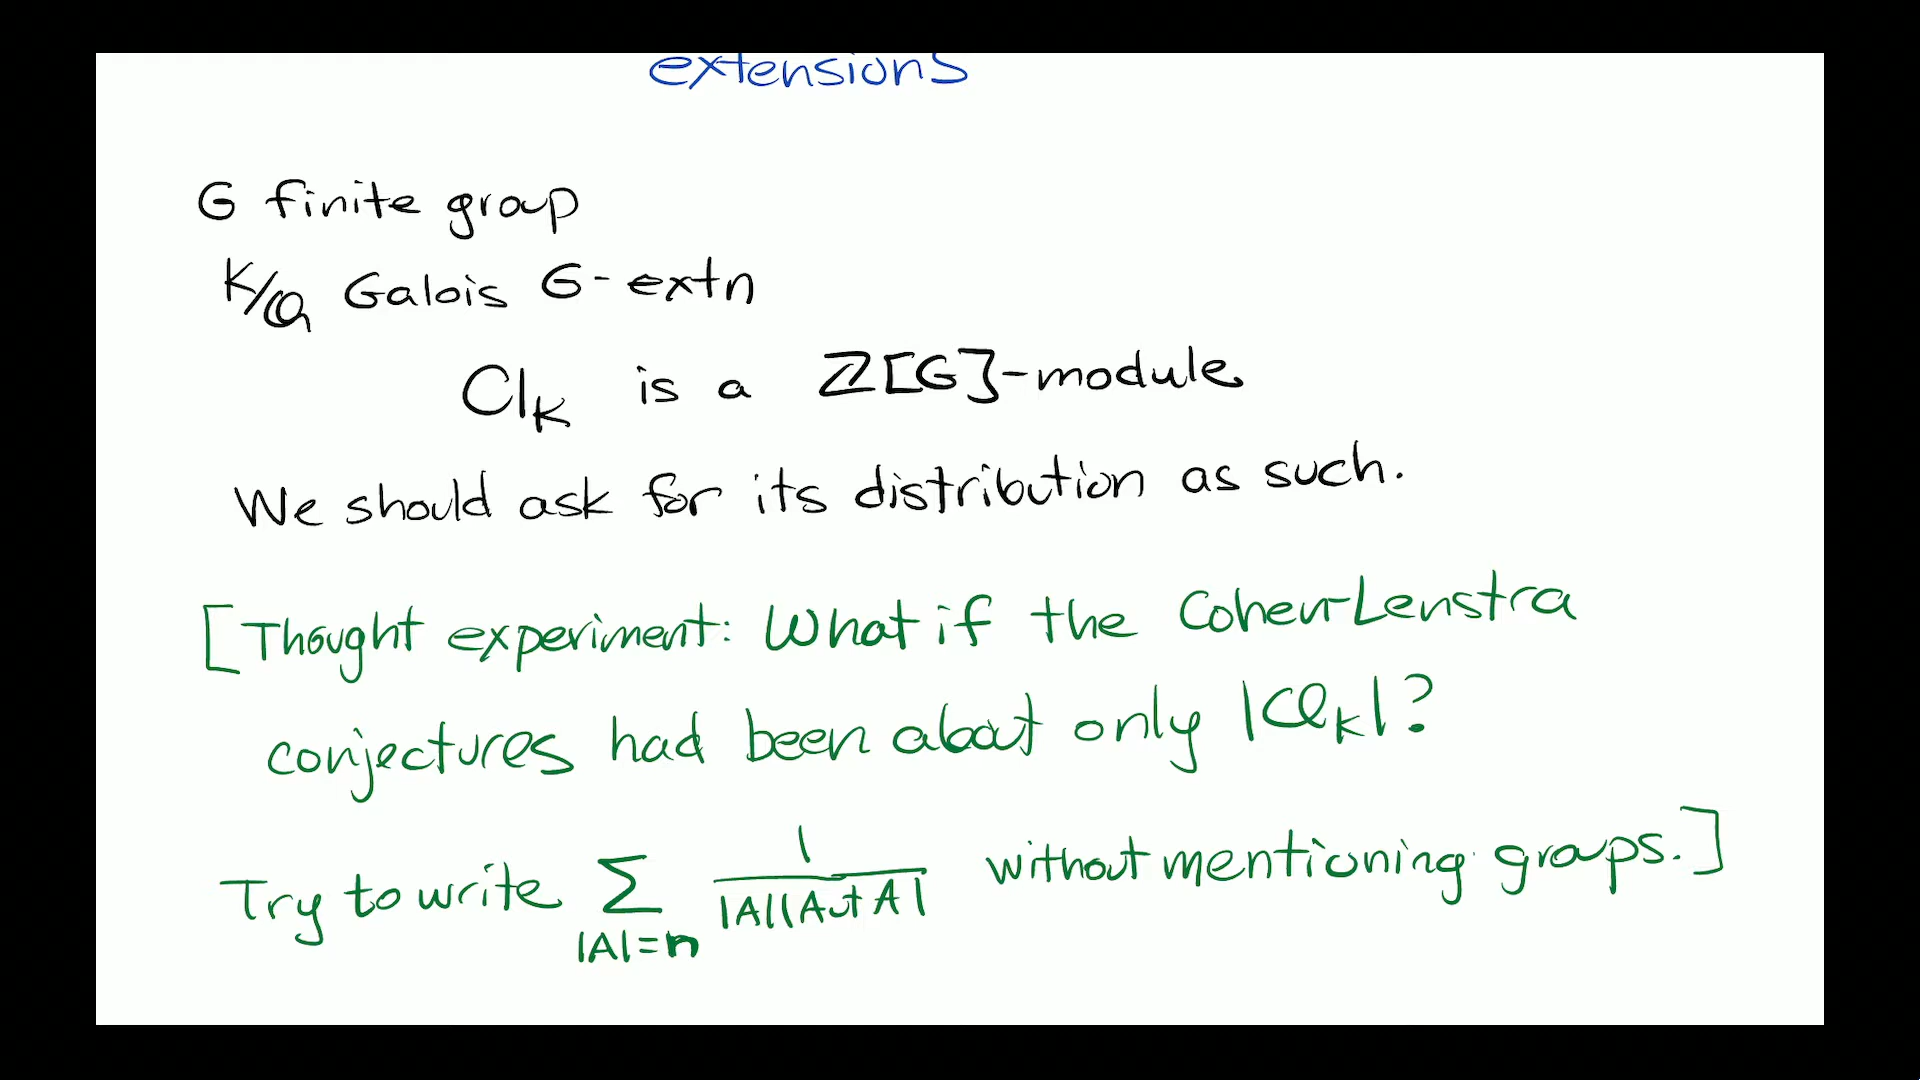 extensions
G finite group
K/Q Galois G-extn
Cl_K is a ℤ[G]-module
We should ask for its distribution as such.
[Thought experiment: What if the Cohen-Lenstra
conjectures had been about only |Cl_K|?
Try to write ∑_{|A|=n} 1/(|A||Aut A|) without mentioning groups.]